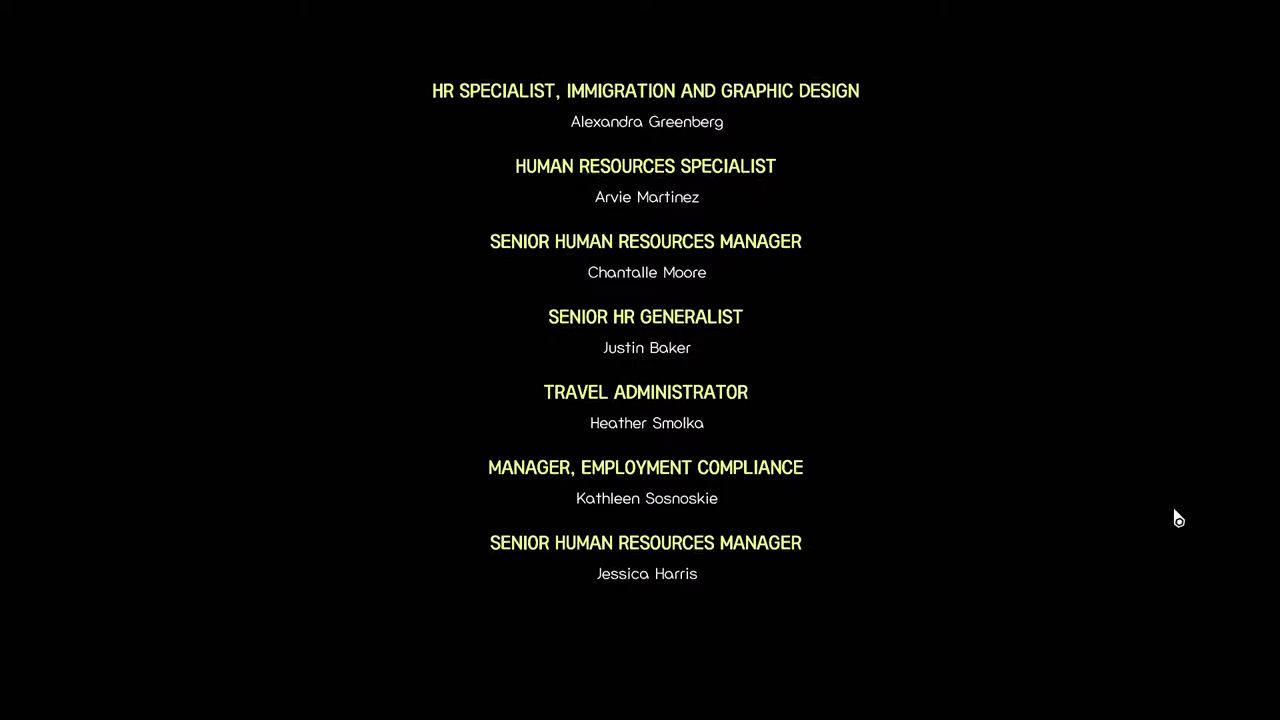 HR SPECIALIST, IMMIGRATION AND GRAPHIC DESIGN
Alexandra Greenberg
HUMAN RESOURCES SPECIALIST
Arvie Martinez
SENIOR HUMAN RESOURCES MANAGER
Chantalle Moore
SENIOR HR GENERALIST
Justin Baker
TRAVEL ADMINISTRATOR
Heather Smolka
MANAGER, EMPLOYMENT COMPLIANCE
Kathleen Sosnoskie
SENIOR HUMAN RESOURCES MANAGER
Jessica Harris